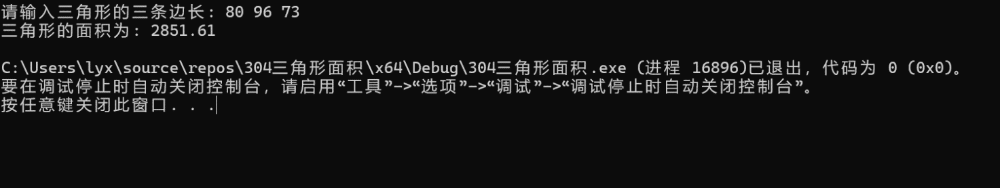 请输入三角形的三条边长：80 96 73
三角形的面积为：2851.61
C:\Users\lyx\source\repos\304三角形面积\x64\Debug\304三角形面积.exe (进程 16896)已退出，代码为 0 (0x0)。
要在调试停止时自动关闭控制台，请启用“工具”->“选项”->“调试”->“调试停止时自动关闭控制台”。
按任意键关闭此窗口. . .